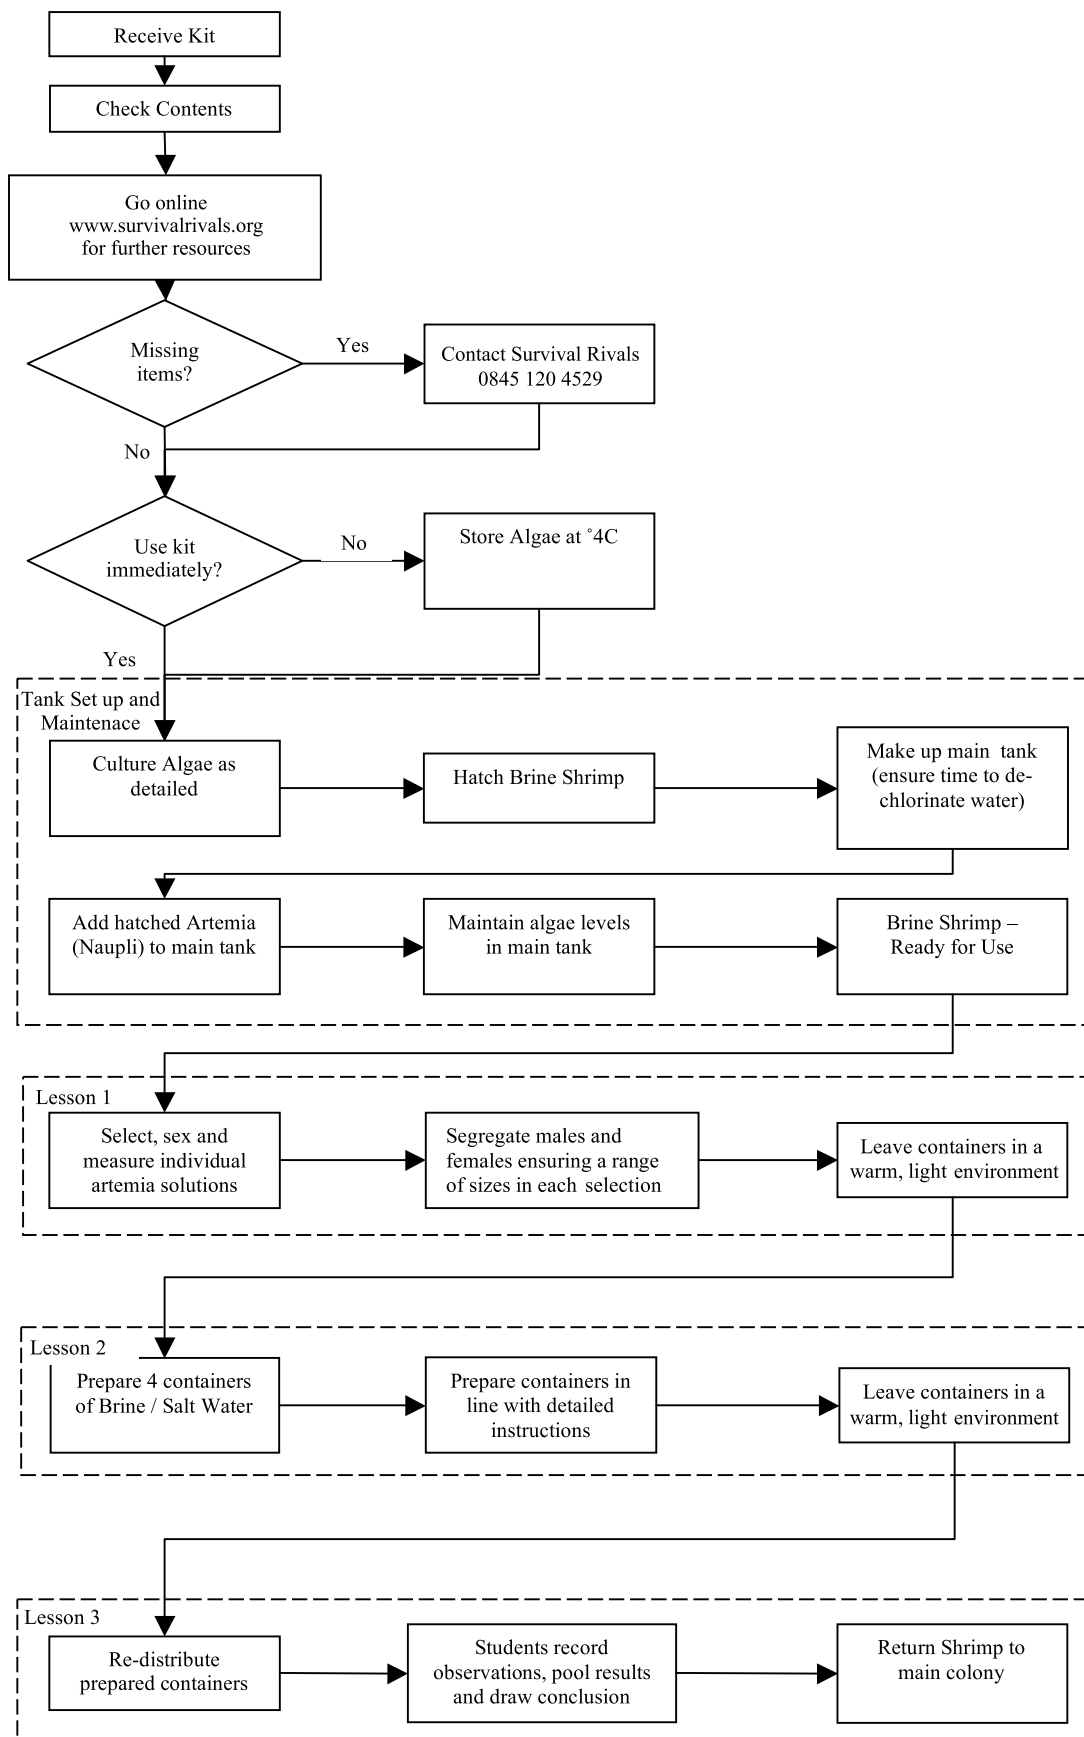 Receive Kit
Check Contents
Go online
www.survivalrivals.org
for further resources
Missing
items?
Yes
Contact Survival Rivals
0845 120 4529
No
Use kit
immediately?
No
Store Algae at ˚4C
Yes
Tank Set up and
Maintenace
Culture Algae as
detailed
Hatch Brine Shrimp
Make up main tank
(ensure time to de-
chlorinate water)
Add hatched Artemia
(Naupli) to main tank
Maintain algae levels
in main tank
Brine Shrimp –
Ready for Use
Lesson 1
Select, sex and
measure individual
artemia solutions
Segregate males and
females ensuring a range
of sizes in each selection
Leave containers in a
warm, light environment
Lesson 2
Prepare 4 containers
of Brine / Salt Water
Prepare containers in
line with detailed
instructions
Leave containers in a
warm, light environment
Lesson 3
Re-distribute
prepared containers
Students record
observations, pool results
and draw conclusion
Return Shrimp to
main colony